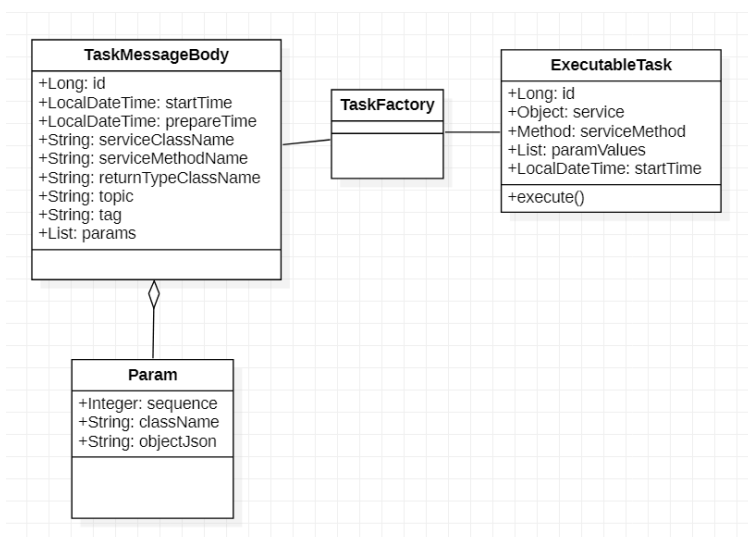 TaskMessageBody
+Long: id
+LocalDateTime: startTime
+LocalDateTime: prepareTime
+String: serviceClassName
+String: serviceMethodName
+String: returnTypeClassName
+String: topic
+String: tag
+List: params
TaskFactory
ExecutableTask
+Long: id
+Object: service
+Method: serviceMethod
+List: paramValues
+LocalDateTime: startTime
+execute()
Param
+Integer: sequence
+String: className
+String: objectJson